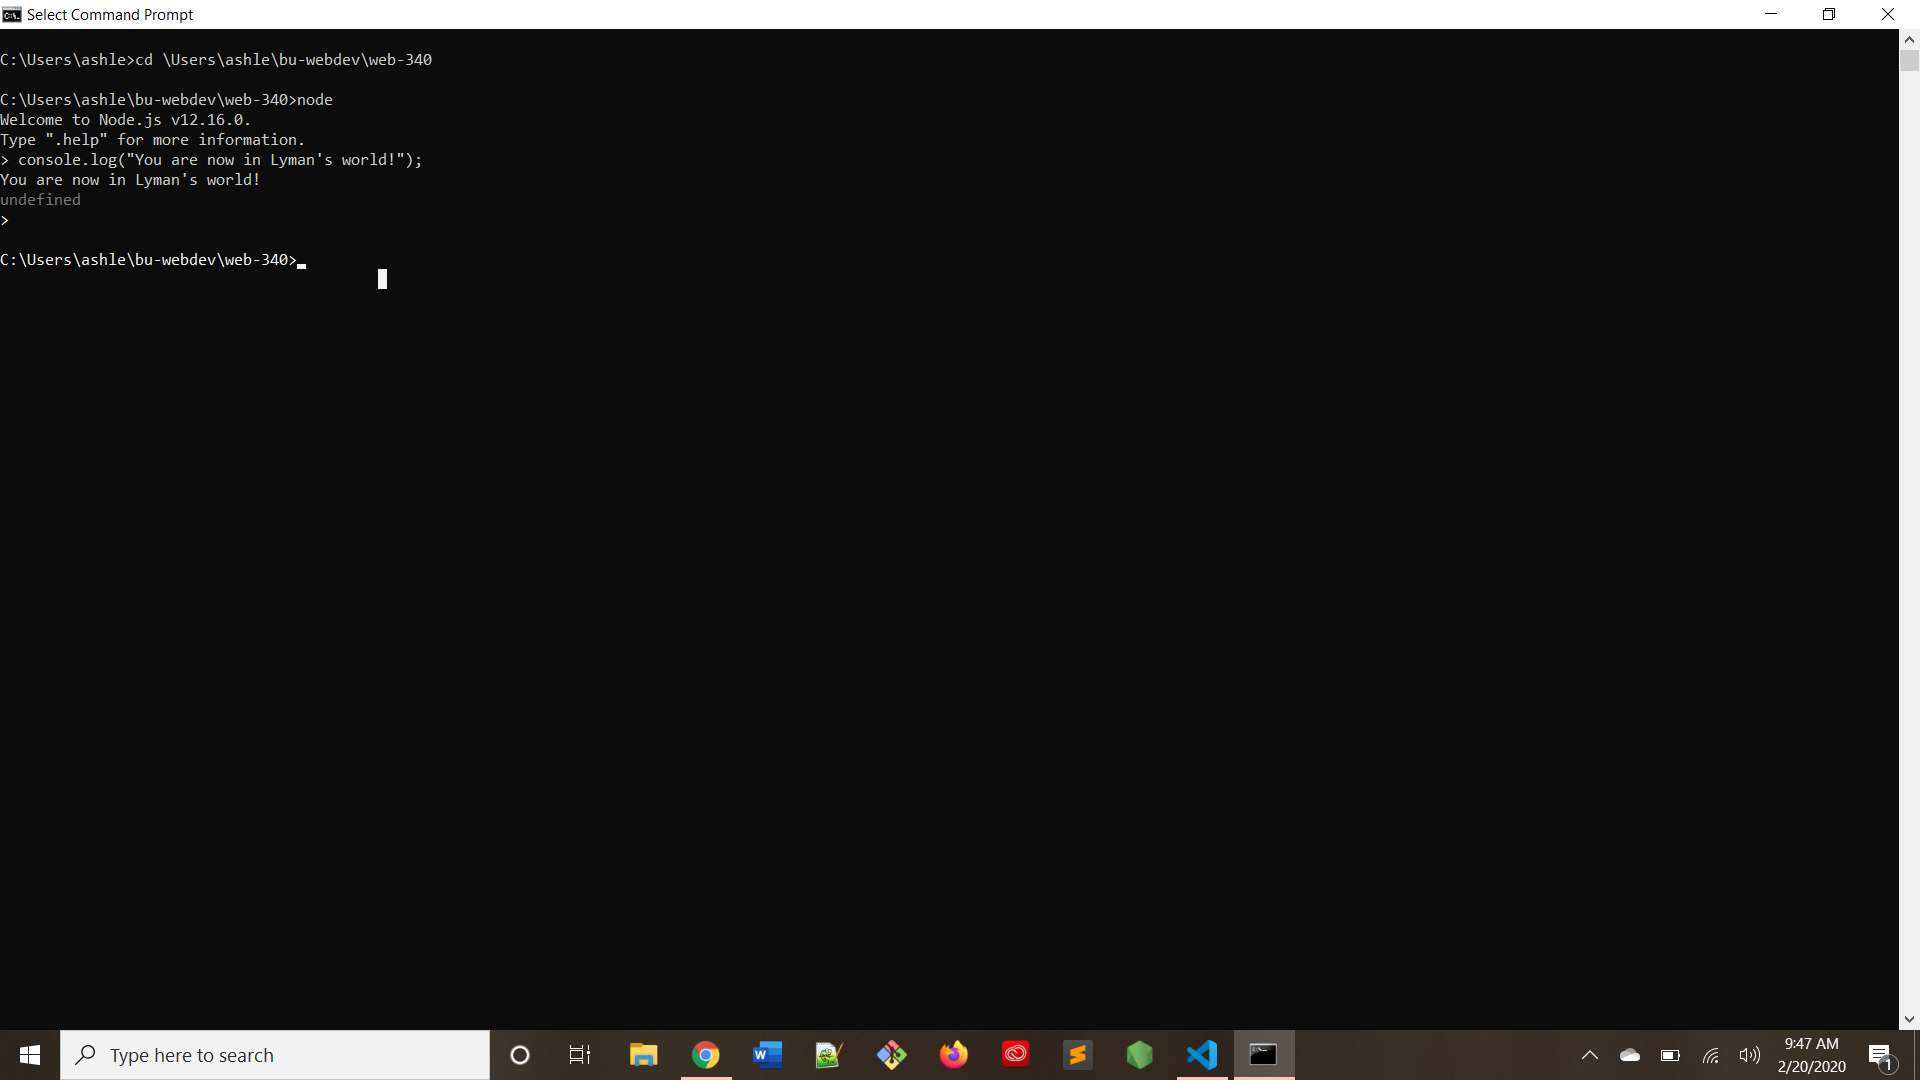 Select Command Prompt
C:\Users\ashle>cd \Users\ashle\bu-webdev\web-340
C:\Users\ashle\bu-webdev\web-340>node
Welcome to Node.js v12.16.0.
Type ".help" for more information.
> console.log("You are now in Lyman's world!");
You are now in Lyman's world!
undefined
>
C:\Users\ashle\bu-webdev\web-340>
Type here to search
9:47 AM
2/20/2020
1